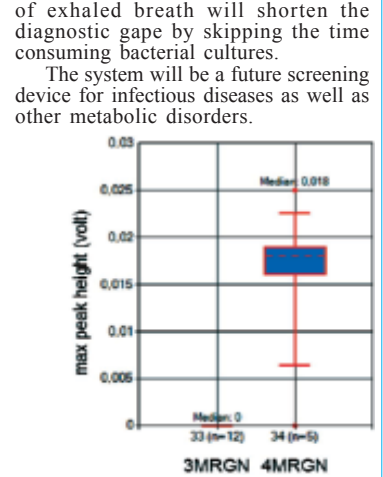 of exhaled breath will shorten the
diagnostic gape by skipping the time
consuming bacterial cultures.
The system will be a future screening
device for infectious diseases as well as
other metabolic disorders.
0,03
Median: 0,018
0,025
0,02
0,015
0,01
0,005
0
max peak height (volt)
Median: 0
33 (n=12) 34 (n=5)
3MRGN 4MRGN